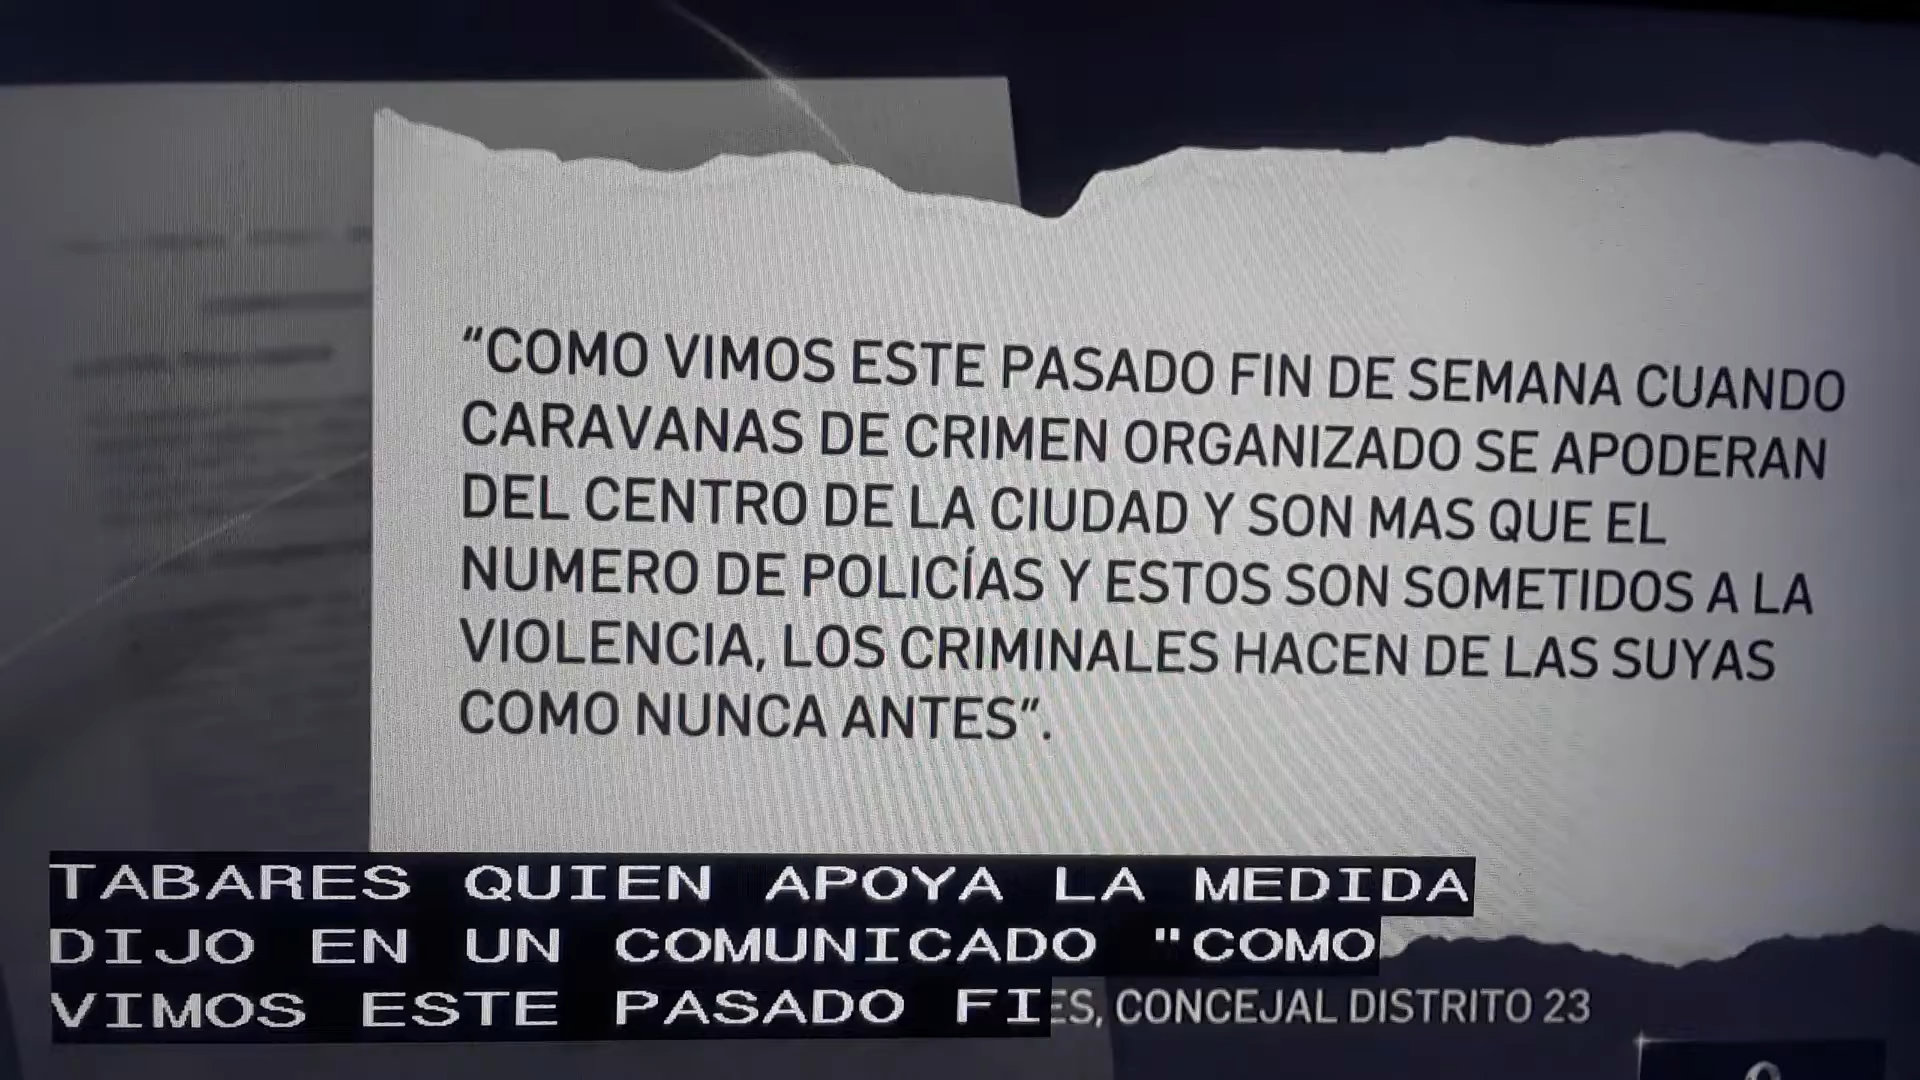 “COMO VIMOS ESTE PASADO FIN DE SEMANA CUANDO
CARAVANAS DE CRIMEN ORGANIZADO SE APODERAN
DEL CENTRO DE LA CIUDAD Y SON MAS QUE EL
NUMERO DE POLICÍAS Y ESTOS SON SOMETIDOS A LA
VIOLENCIA, LOS CRIMINALES HACEN DE LAS SUYAS
COMO NUNCA ANTES”.
TABARES QUIEN APOYA LA MEDIDA
DIJO EN UN COMUNICADO "COMO
VIMOS ESTE PASADO FI
ES, CONCEJAL DISTRITO 23